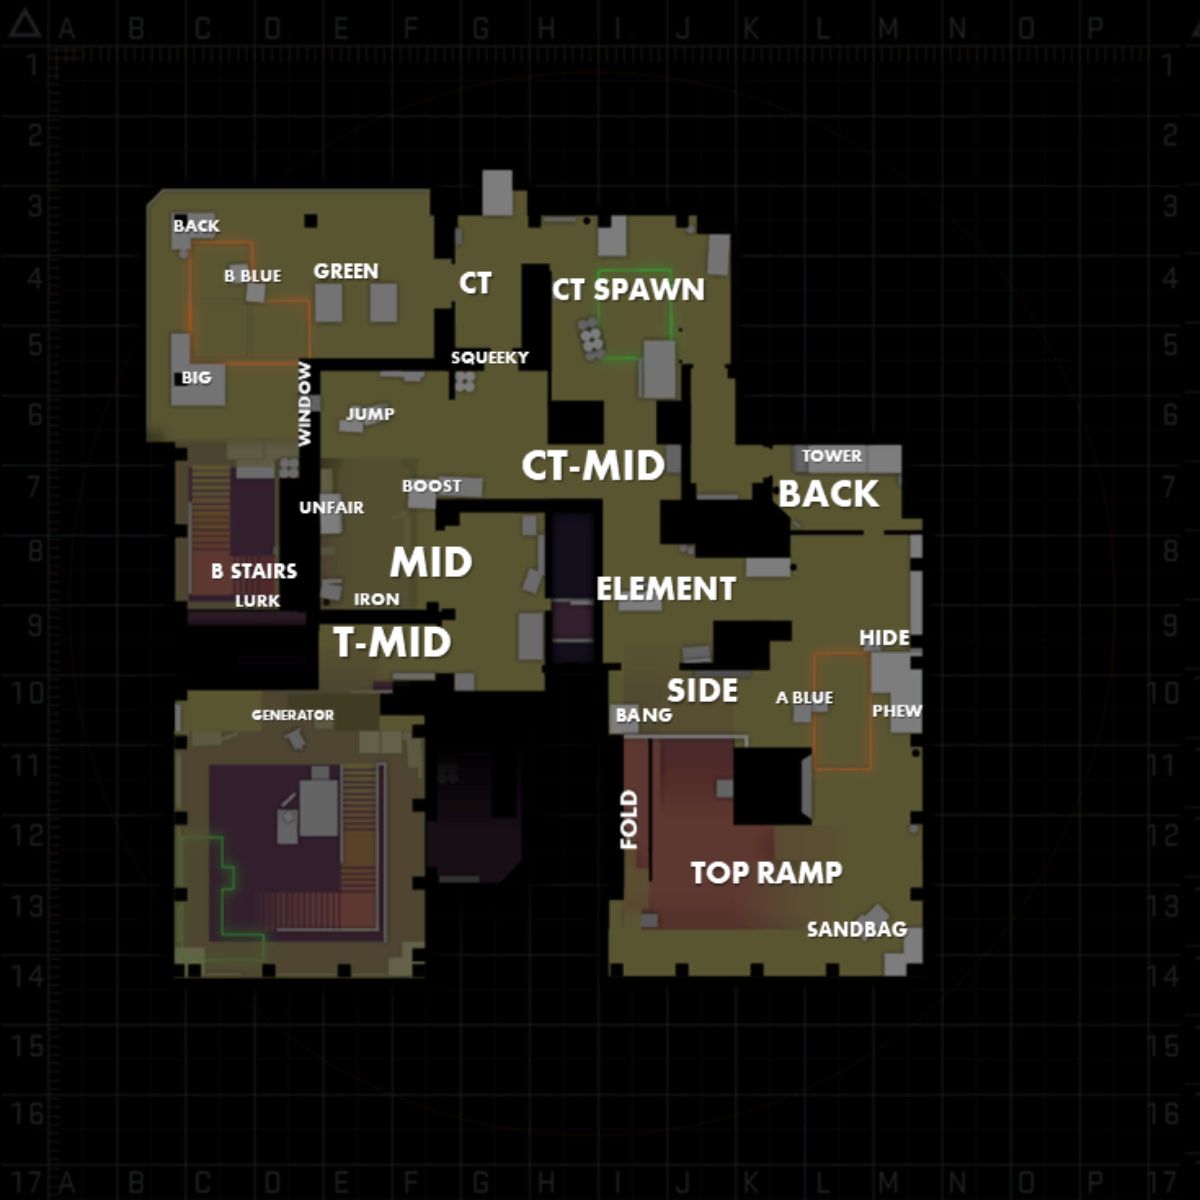 A B C D E F G H I J K L M N O P
1 1
2 2
3 3
BACK
4 4
B BLUE GREEN CT CT SPAWN
5 5
SQUEEKY
BIG
WINDOW
6 6
JUMP
CT-MID TOWER
7 7
BOOST BACK
UNFAIR
8 8
MID
B STAIRS ELEMENT
LURK IRON
9 9
T-MID HIDE
10 10
SIDE A BLUE
GENERATOR BANG PHEW
11 11
FOLD
12 12
TOP RAMP
13 13
SANDBAG
14 14
15 15
16 16
17 A B C D E F G H I J K L M N O P 17